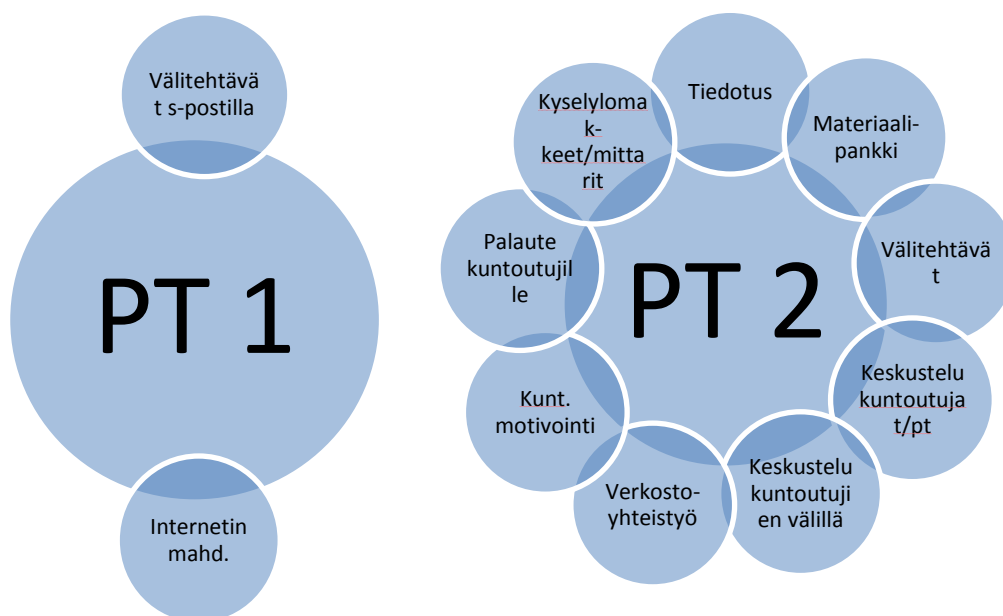 Välitehtävä
t s-postilla
PT 1
Internetin
mahd.
Tiedotus
Materiaali-
pankki
Välitehtävä
t
Keskustelu
kuntoutuja
t/pt
Keskustelu
kuntoutuji
en välillä
Verkosto-
yhteistyö
Kunt.
motivointi
Palaute
kuntoutujil
le
Kyselyloma
k-
keet/mitta
rit
PT 2